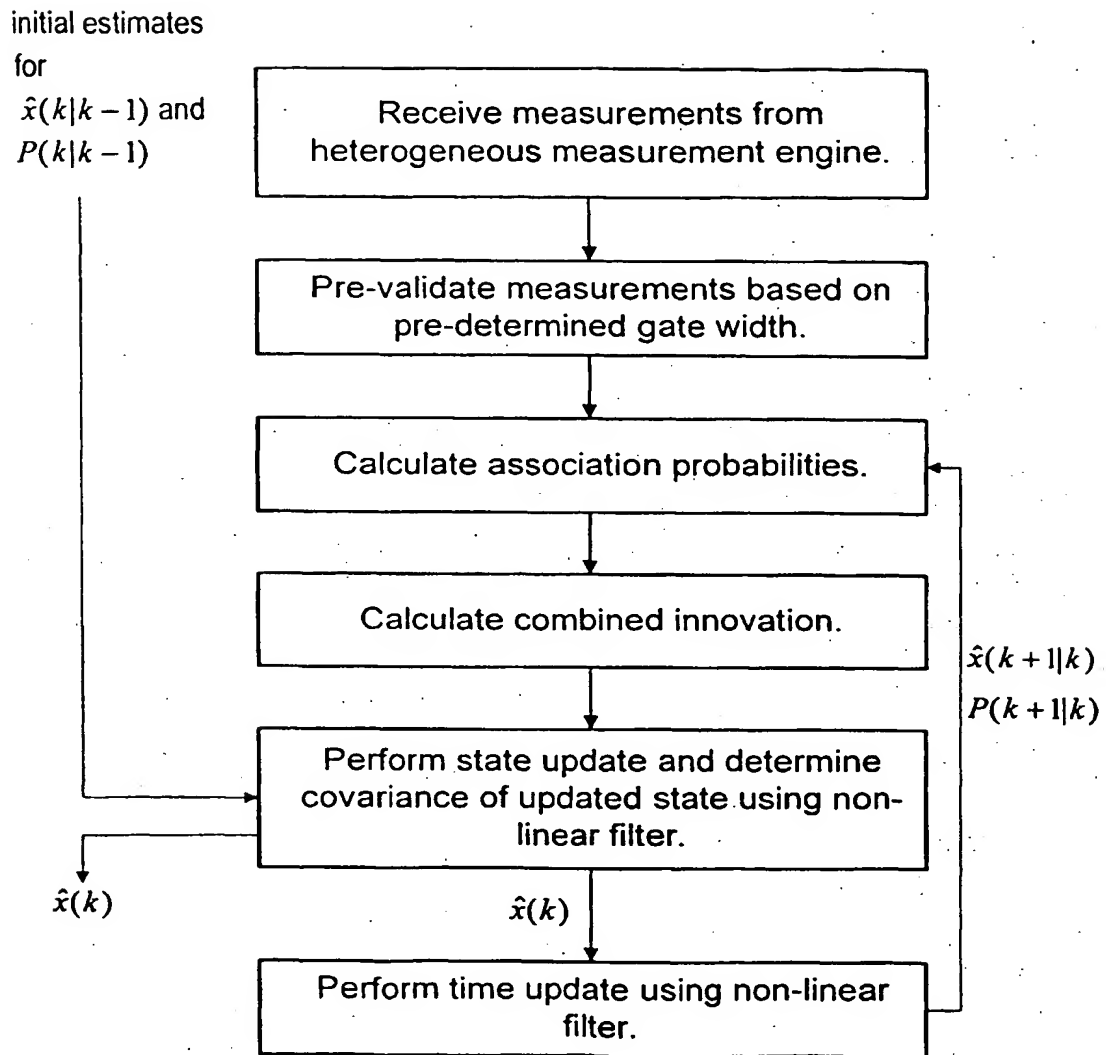 initial estimates
for
x̂(k|k − 1) and
P(k|k − 1)
Receive measurements from
heterogeneous measurement engine.
Pre-validate measurements based on
pre-determined gate width.
Calculate association probabilities.
Calculate combined innovation.
x̂(k + 1|k)
P(k + 1|k)
Perform state update and determine
covariance of updated state using non-
linear filter.
x̂(k)
x̂(k)
Perform time update using non-linear
filter.